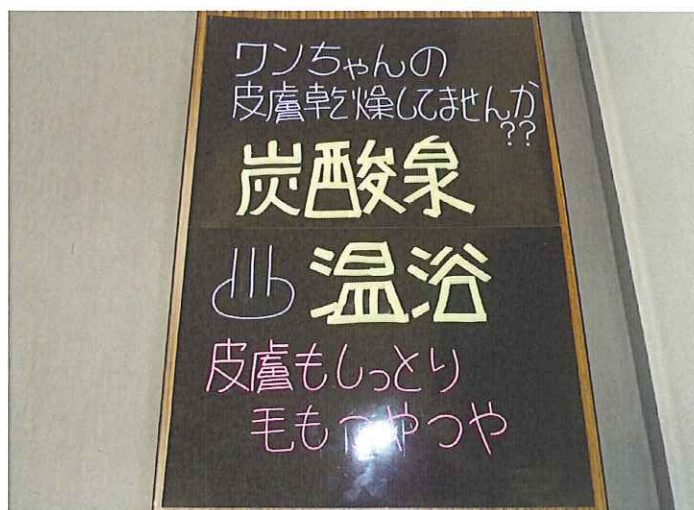 ワンちゃんの
皮膚乾燥してませんか
??
炭酸泉
♨温浴
皮膚もしっとり
毛もつやつや